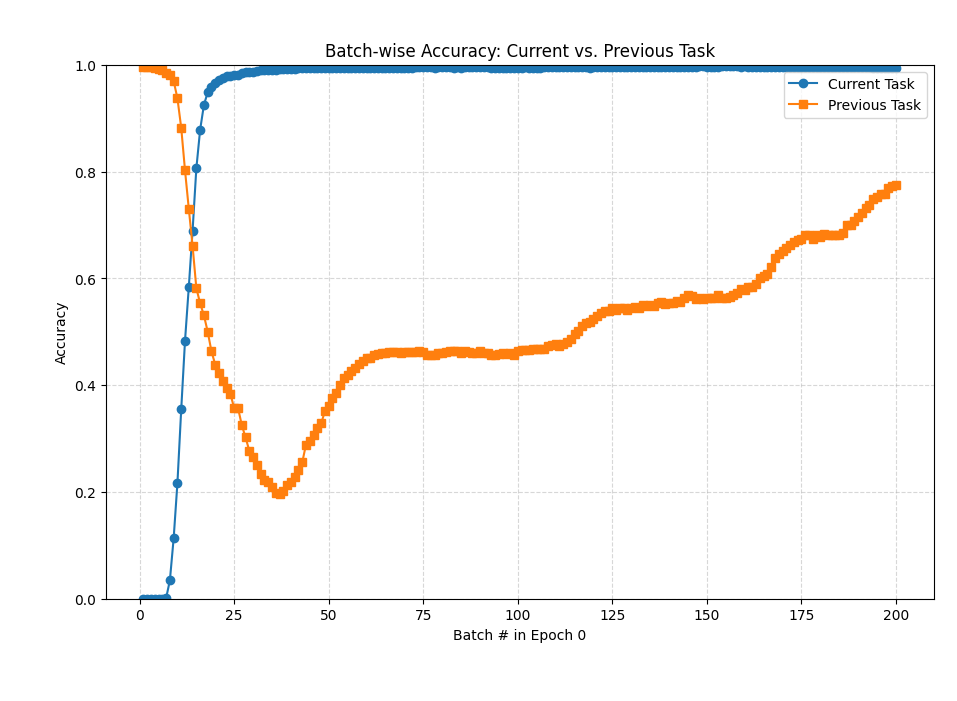 Batch-wise Accuracy: Current vs. Previous Task
Current Task
Previous Task
Accuracy
1.0
0.8
0.6
0.4
0.2
0.0
0 25 50 75 100 125 150 175 200
Batch # in Epoch 0